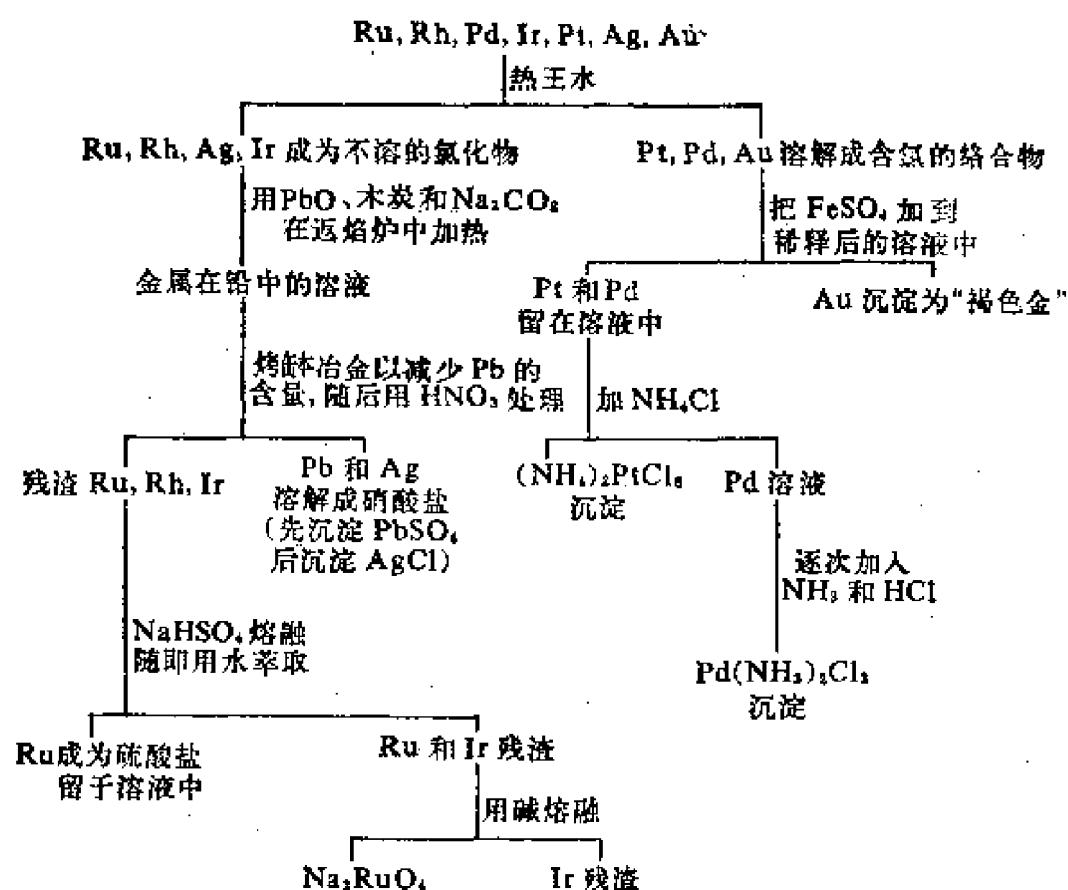 Ru, Rh, Pd, Ir, Pt, Ag, Au
热王水
Ru, Rh, Ag, Ir 成为不溶的氯化物
Pt, Pd, Au 溶解成含氯的络合物
用PbO、木炭和Na₂CO₃
在返焰炉中加热
把 FeSO₄ 加到
稀释后的溶液中
金属在铅中的溶液
Pt 和 Pd
留在溶液中
Au 沉淀为“褐色金”
烤钵冶金以减少 Pb 的
含量, 随后用 HNO₃ 处理
加 NH₄Cl
残渣 Ru, Rh, Ir
Pb 和 Ag
溶解成硝酸盐
(先沉淀 PbSO₄
后沉淀 AgCl)
(NH₄)₂PtCl₆
沉淀
Pd 溶液
逐次加入
NH₃ 和 HCl
NaHSO₄ 熔融
随即用水萃取
Pd(NH₃)₂Cl₂
沉淀
Ru成为硫酸盐
留于溶液中
Ru 和 Ir 残渣
用碱熔融
Na₂RuO₄
Ir 残渣